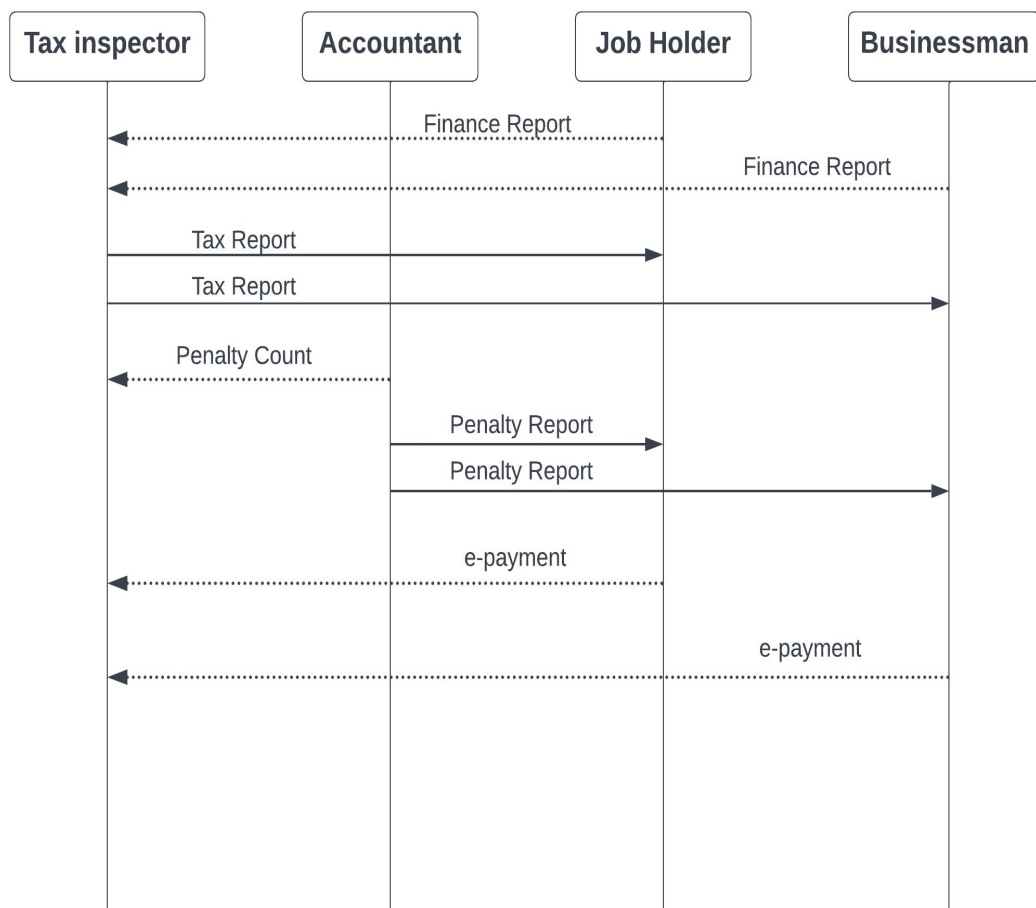 Tax inspector
Accountant
Job Holder
Businessman
Finance Report
Finance Report
Tax Report
Tax Report
Penalty Count
Penalty Report
Penalty Report
e-payment
e-payment